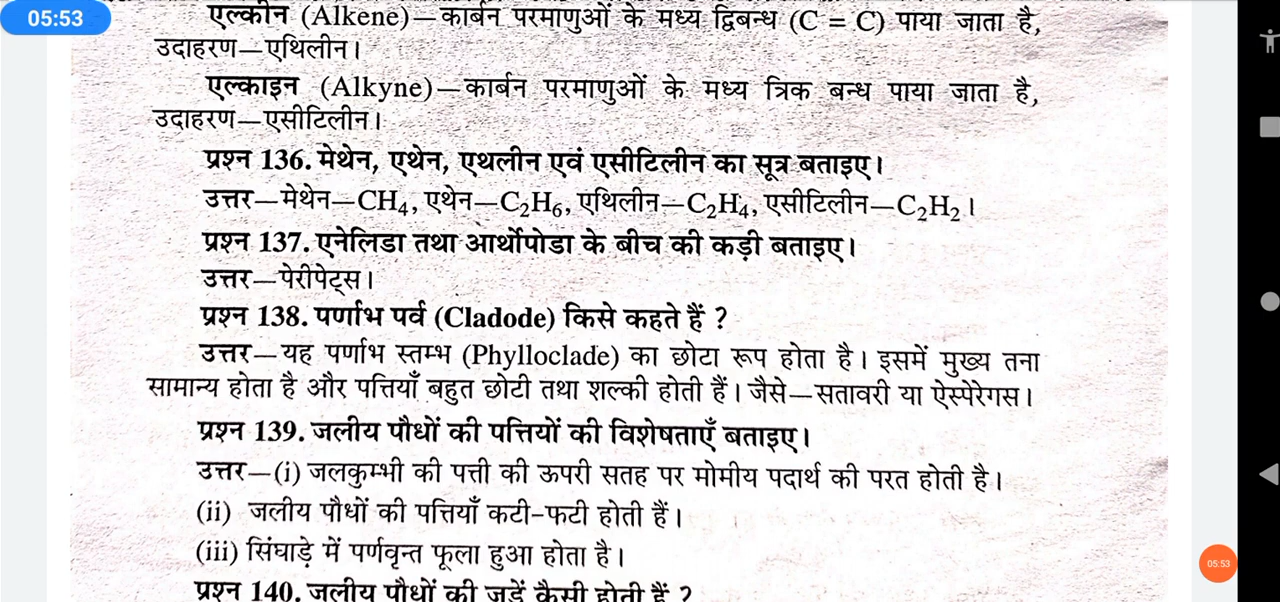 05:53
एल्कीन (Alkene)—कार्बन परमाणुओं के मध्य द्विबन्ध (C = C) पाया जाता है,
उदाहरण—एथिलीन।
एल्काइन (Alkyne)—कार्बन परमाणुओं के मध्य त्रिक बन्ध पाया जाता है,
उदाहरण—एसीटिलीन।
प्रश्न 136. मेथेन, एथेन, एथलीन एवं एसीटिलीन का सूत्र बताइए।
उत्तर—मेथेन—CH₄, एथेन—C₂H₆, एथिलीन—C₂H₄, एसीटिलीन—C₂H₂।
प्रश्न 137. एनेलिडा तथा आर्थोपोडा के बीच की कड़ी बताइए।
उत्तर—पेरीपेट्स।
प्रश्न 138. पर्णाभ पर्व (Cladode) किसे कहते हैं ?
उत्तर—यह पर्णाभ स्तम्भ (Phylloclade) का छोटा रूप होता है। इसमें मुख्य तना
सामान्य होता है और पत्तियाँ बहुत छोटी तथा शल्की होती हैं। जैसे—सतावरी या ऐस्पेरेगस।
प्रश्न 139. जलीय पौधों की पत्तियों की विशेषताएँ बताइए।
उत्तर—(i) जलकुम्भी की पत्ती की ऊपरी सतह पर मोमीय पदार्थ की परत होती है।
(ii) जलीय पौधों की पत्तियाँ कटी-फटी होती हैं।
(iii) सिंघाड़े में पर्णवृन्त फूला हुआ होता है।
05:53
प्रश्न 140. जलीय पौधों की जड़ें कैसी होती हैं ?